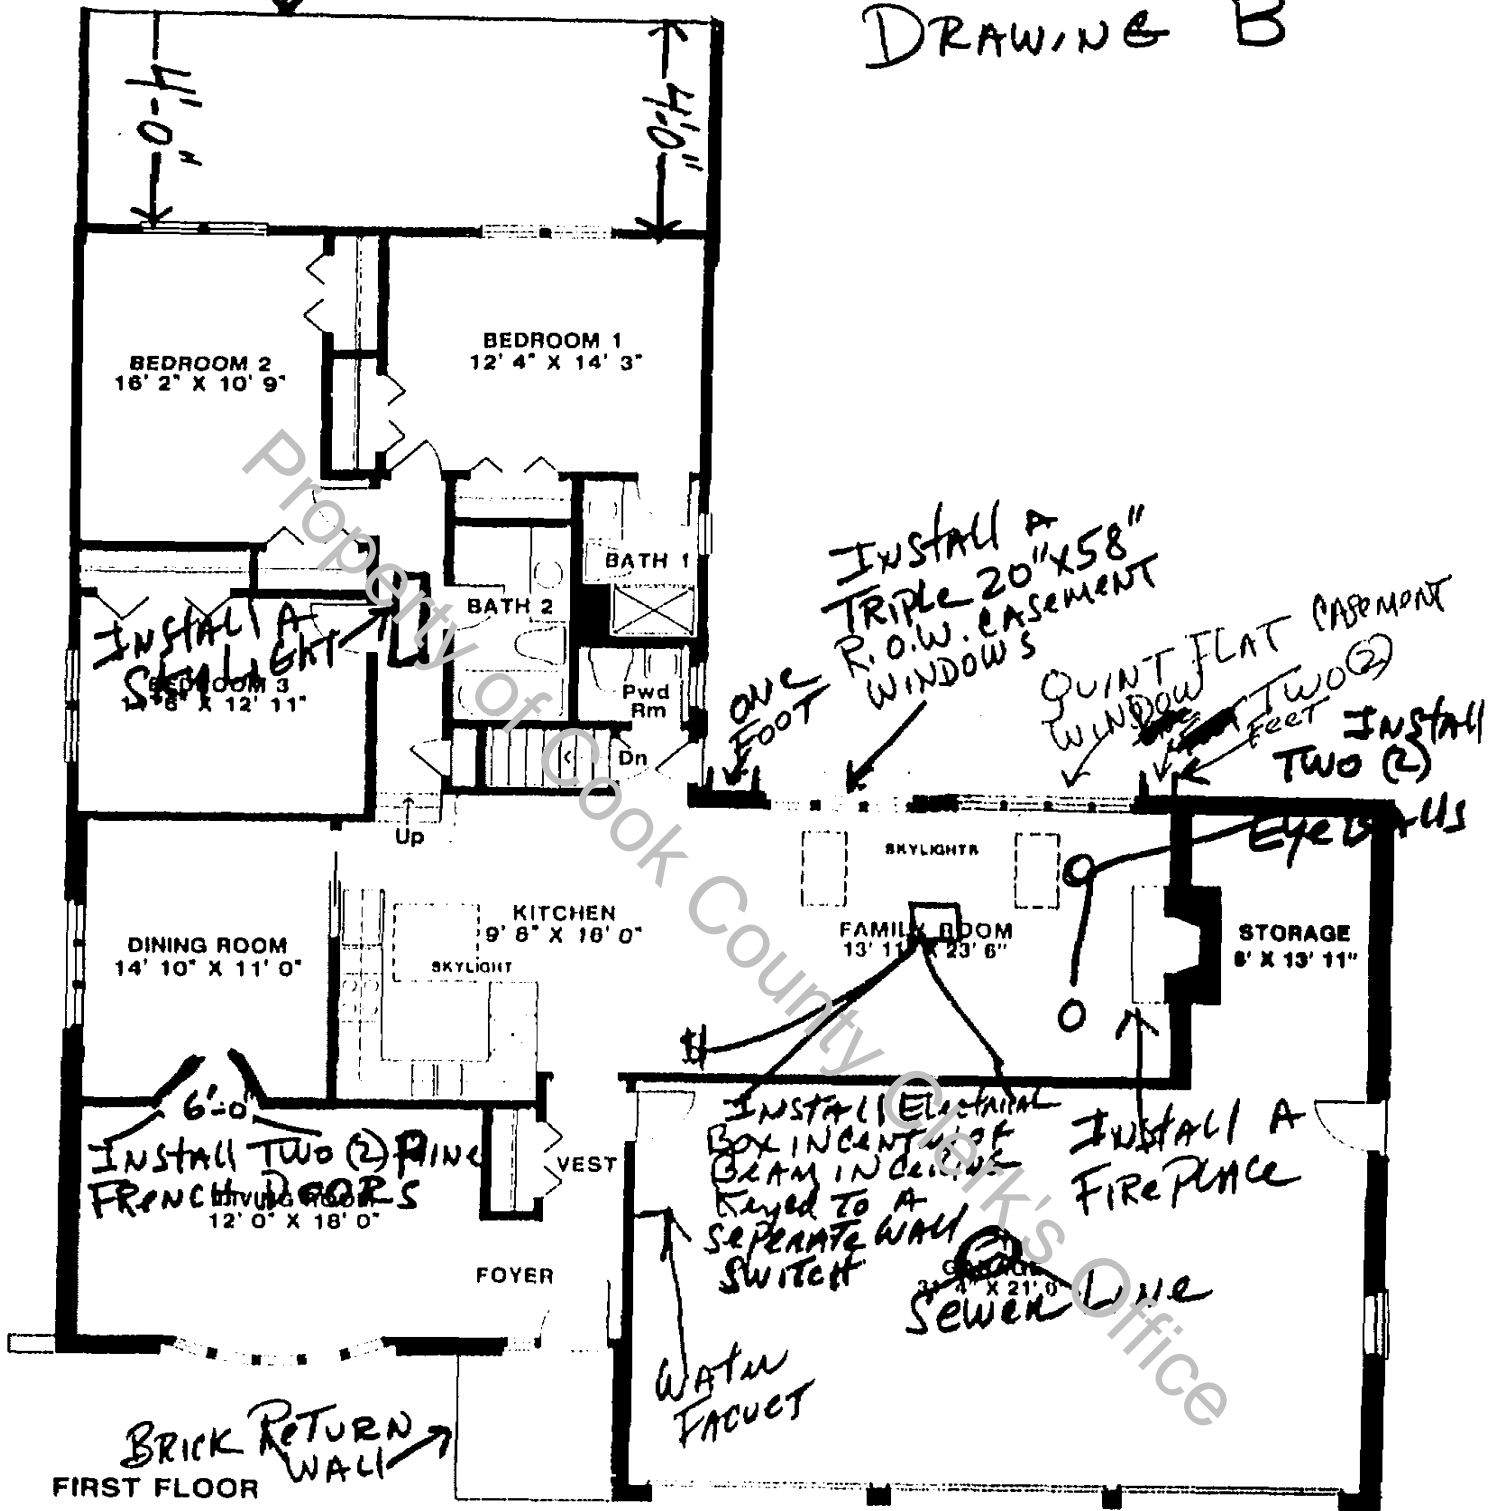 DRAWING B
4'-0"
4'-0"
BEDROOM 1
12' 4" X 14' 3"
BEDROOM 2
16' 2" X 10' 9"
BATH 1
BATH 2
INSTALL A
SKYLIGHT
BEDROOM 3
X 12' 11"
Pwd
Rm
Dn
Up
ONE
FOOT
INSTALL A
TRIPLE 20"X58"
R.O.W. CASEMENT
WINDOWS
QUINT FLAT CASEMENT
WINDOW
TWO (2)
FEET
INSTALL
TWO (2)
EyeBalls
SKYLIGHTS
KITCHEN
9' 8" X 16' 0"
SKYLIGHT
DINING ROOM
14' 10" X 11' 0"
FAMILY ROOM
13' 11" X 23' 6"
STORAGE
8' X 13' 11"
$
6'-0"
INSTALL TWO (2) PINE
FRENCH DOORS
LIVING ROOM
12' 0" X 18' 0"
VEST
FOYER
INSTALL Electrical
BOX IN CENTER OF
BEAM IN CEILING
Keyed TO A
SEPERATE WALL
SWITCH
INSTALL A
FIREPLACE
GARAGE
31' 4" X 21' 0"
SEWER LINE
WATER
FACUET
BRICK RETURN
WALL
FIRST FLOOR
Property of Cook County Clerk's Office